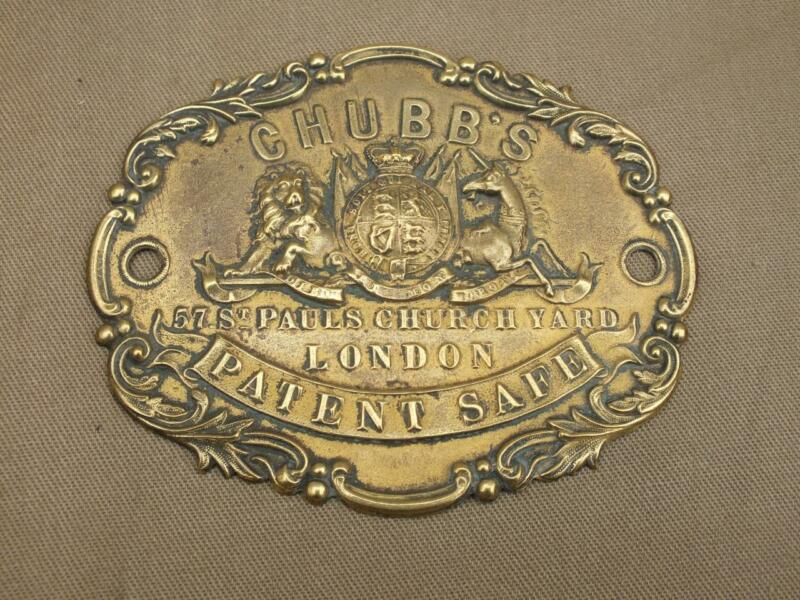 CHUBB'S
57 ST PAULS CHURCH YARD
LONDON
PATENT SAFE